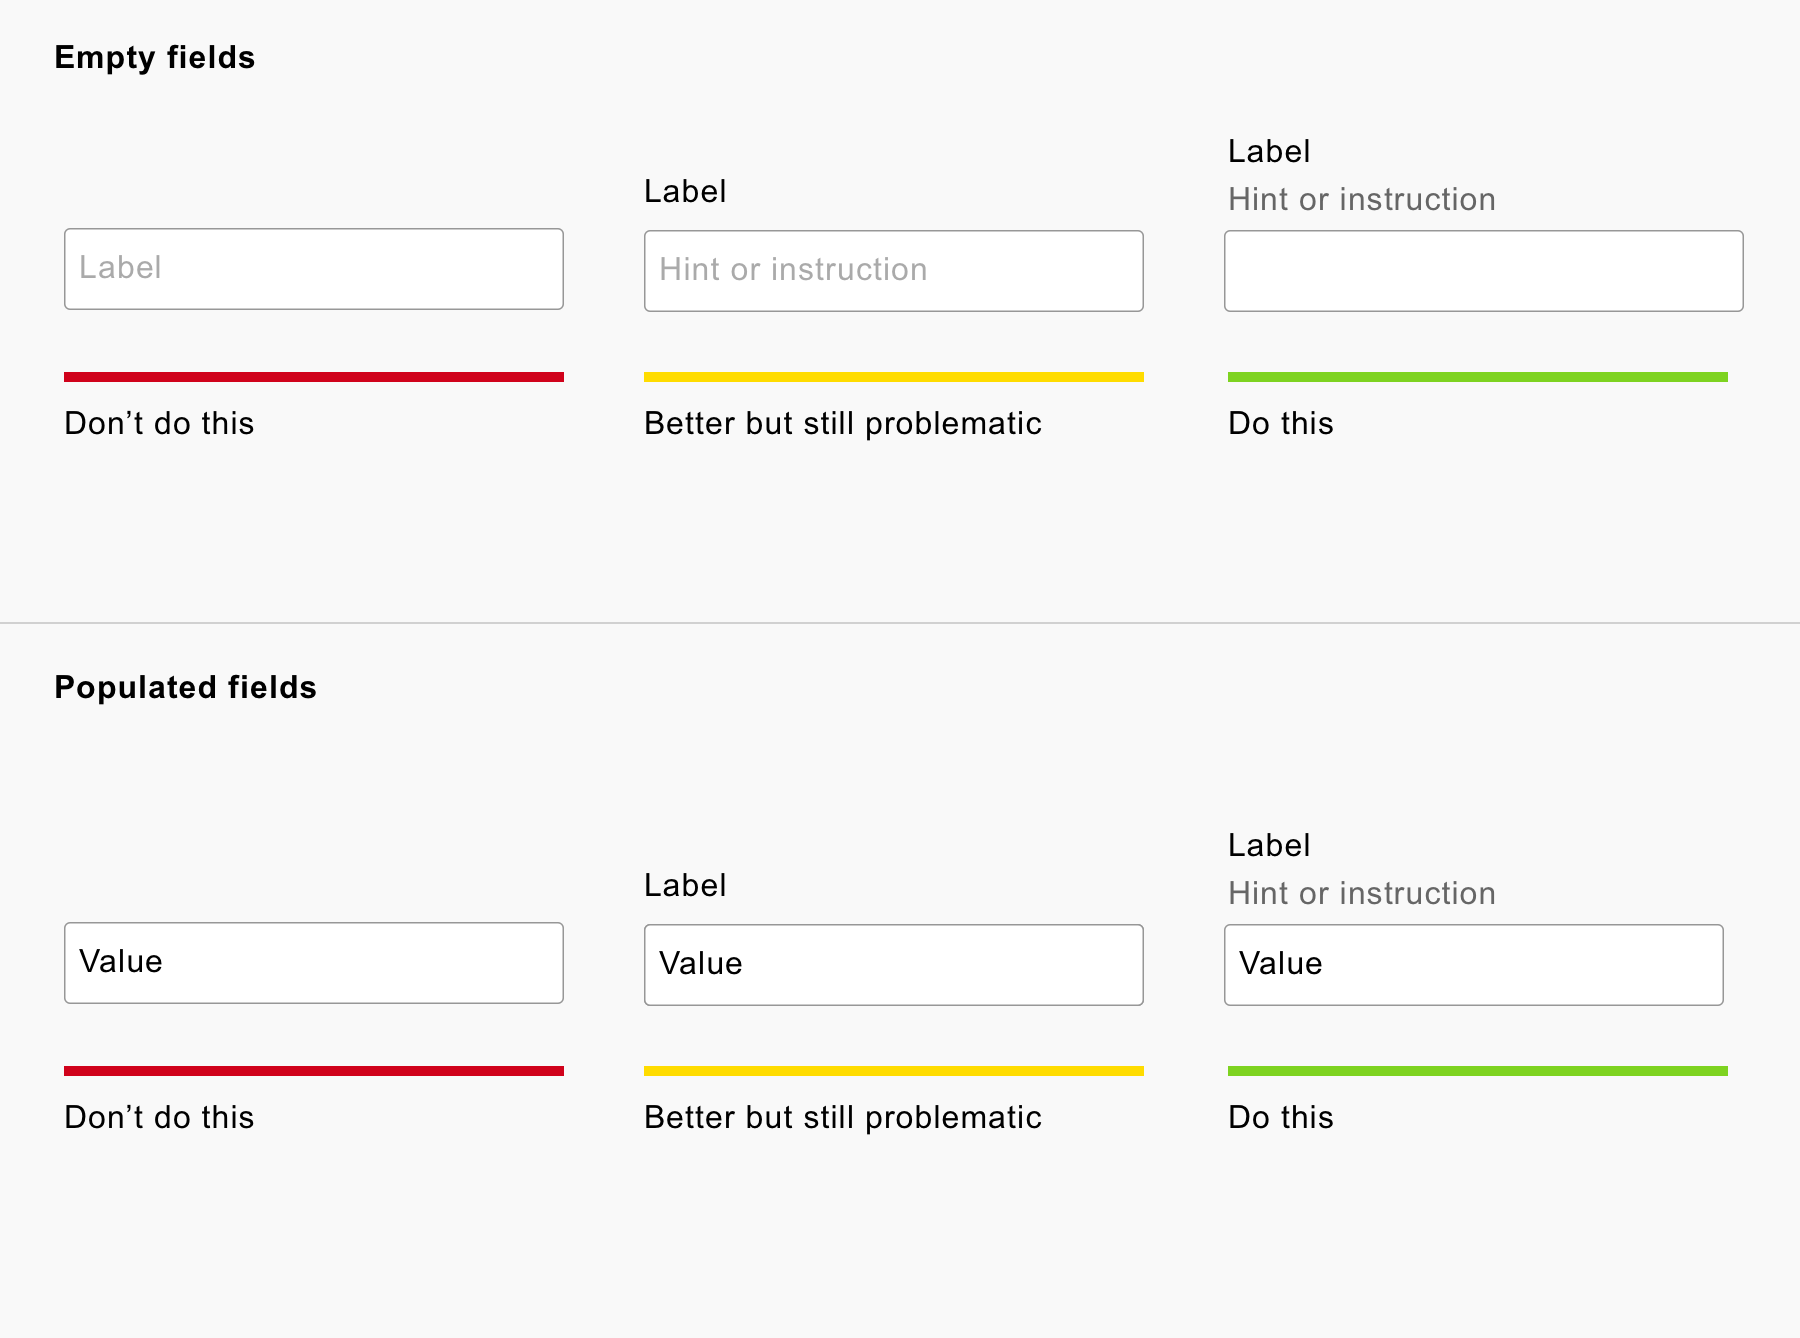 Empty fields
Label
Don’t do this
Label
Hint or instruction
Better but still problematic
Label
Hint or instruction
Do this
Populated fields
Value
Don’t do this
Label
Value
Better but still problematic
Label
Hint or instruction
Value
Do this